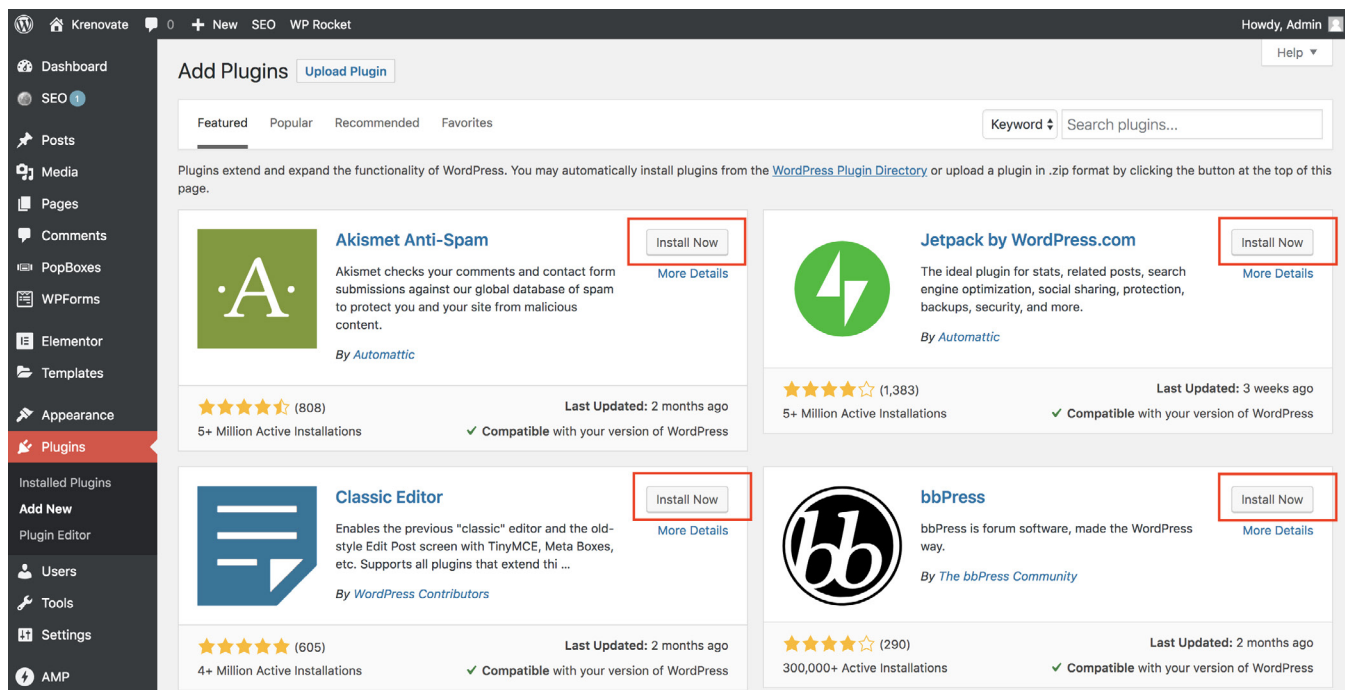 Krenovate
0
New
SEO
WP Rocket
Howdy, Admin
Help
Dashboard
SEO 1
Posts
Media
Pages
Comments
PopBoxes
WPForms
Elementor
Templates
Appearance
Plugins
Installed Plugins
Add New
Plugin Editor
Users
Tools
Settings
AMP
Add Plugins
Upload Plugin
Featured
Popular
Recommended
Favorites
Keyword
Search plugins...
Plugins extend and expand the functionality of WordPress. You may automatically install plugins from the WordPress Plugin Directory or upload a plugin in .zip format by clicking the button at the top of this
page.
·A·
Akismet Anti-Spam
Install Now
More Details
Akismet checks your comments and contact form
submissions against our global database of spam
to protect you and your site from malicious
content.
By Automattic
(808)
Last Updated: 2 months ago
5+ Million Active Installations
Compatible with your version of WordPress
Jetpack by WordPress.com
Install Now
More Details
The ideal plugin for stats, related posts, search
engine optimization, social sharing, protection,
backups, security, and more.
By Automattic
(1,383)
Last Updated: 3 weeks ago
5+ Million Active Installations
Compatible with your version of WordPress
Classic Editor
Install Now
More Details
Enables the previous "classic" editor and the old-
style Edit Post screen with TinyMCE, Meta Boxes,
etc. Supports all plugins that extend thi ...
By WordPress Contributors
(605)
Last Updated: 2 months ago
4+ Million Active Installations
Compatible with your version of WordPress
bb
bbPress
Install Now
More Details
bbPress is forum software, made the WordPress
way.
By The bbPress Community
(290)
Last Updated: 2 months ago
300,000+ Active Installations
Compatible with your version of WordPress